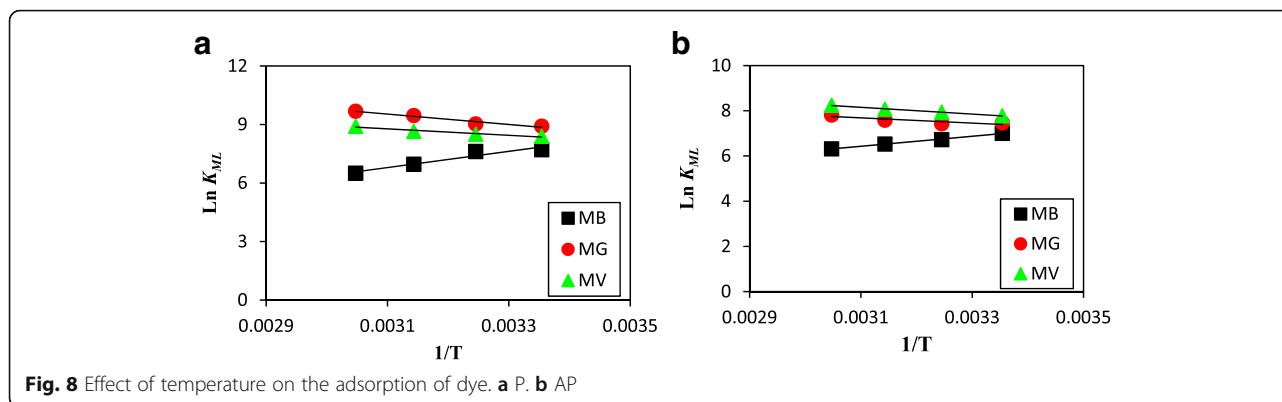 a
12
9
6
3
0
Ln K_ML
0.0029 0.0031 0.0033 0.0035
1/T
MB
MG
MV
b
10
8
6
4
2
0
Ln K_ML
0.0029 0.0031 0.0033 0.0035
1/T
MB
MG
MV
Fig. 8 Effect of temperature on the adsorption of dye. a P. b AP